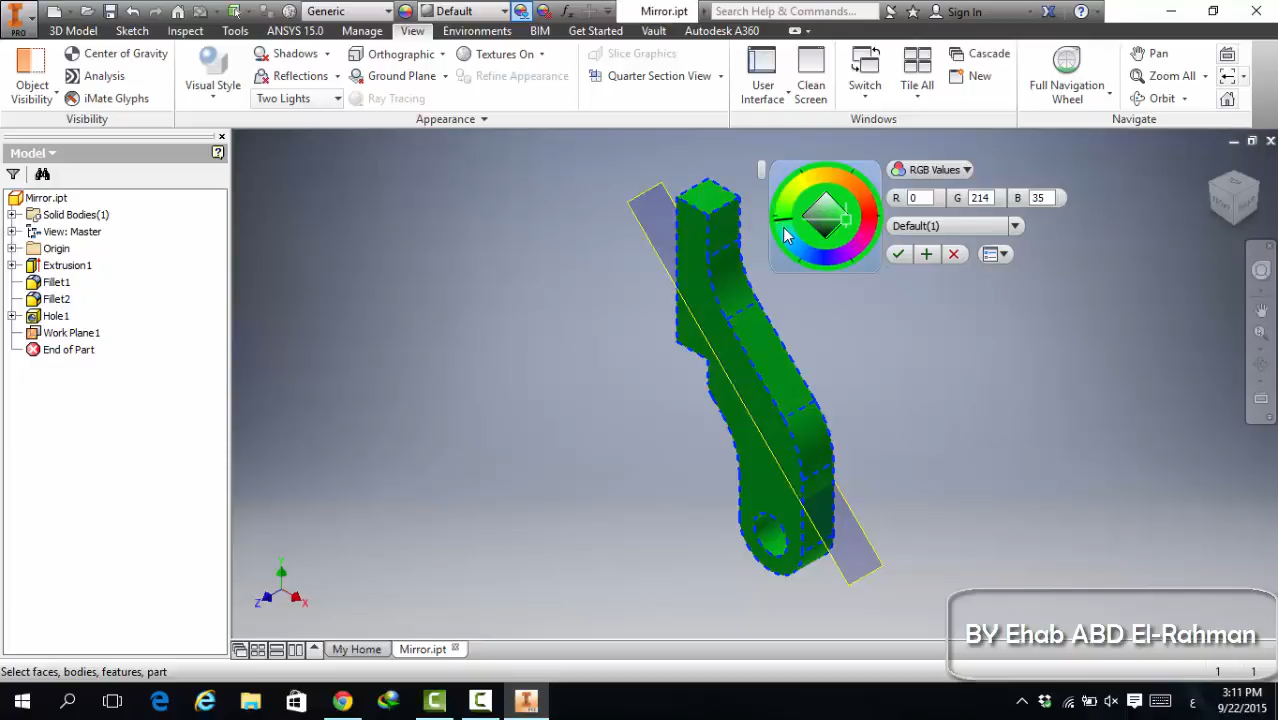 Generic
Default
fx
Mirror.ipt
Search Help & Commands...
Sign In
PRO
3D Model
Sketch
Inspect
Tools
ANSYS 15.0
Manage
View
Environments
BIM
Get Started
Vault
Autodesk A360
Object
Visibility
Center of Gravity
Analysis
iMate Glyphs
Visual Style
Shadows
Reflections
Two Lights
Orthographic
Ground Plane
Ray Tracing
Textures On
Refine Appearance
Slice Graphics
Quarter Section View
User
Interface
Clean
Screen
Switch
Tile All
Cascade
New
Full Navigation
Wheel
Pan
Zoom All
Orbit
Visibility
Appearance
Windows
Navigate
Model
Mirror.ipt
Solid Bodies(1)
View: Master
Origin
Extrusion1
Fillet1
Fillet2
Hole1
Work Plane1
End of Part
RGB Values
R 0 G 214 B 35
Default(1)
Y
Z
X
BY Ehab ABD El-Rahman
My Home
Mirror.ipt
Select faces, bodies, features, part
1
1
ع
3:11 PM
9/22/2015